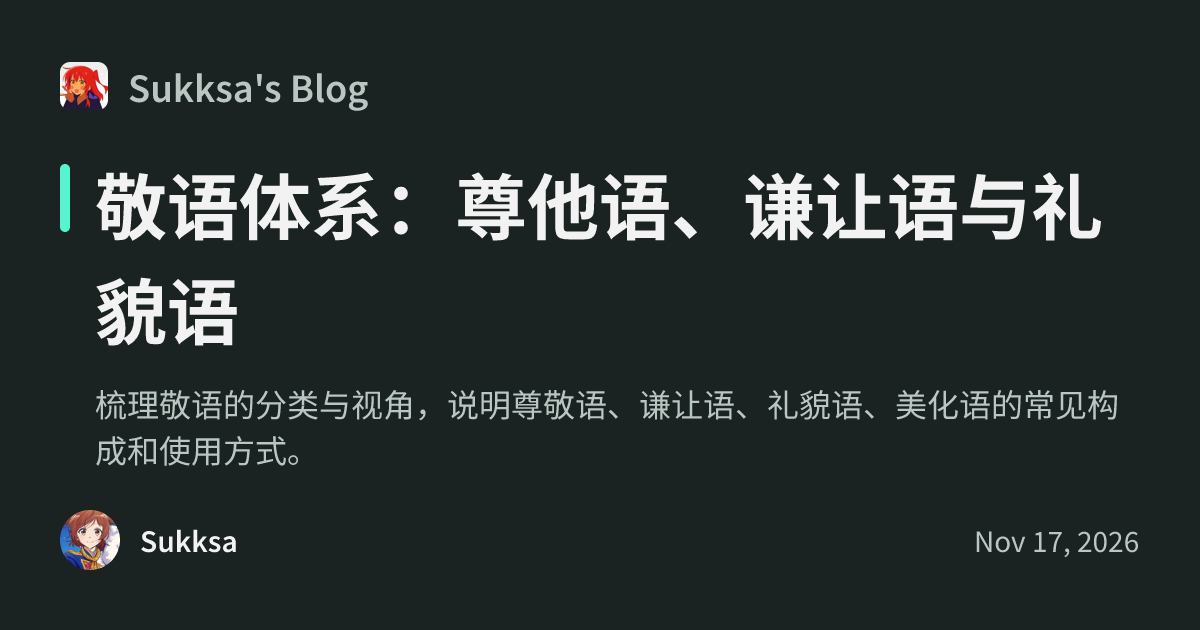 Sukksa's Blog
敬语体系：尊他语、谦让语与礼
貌语
梳理敬语的分类与视角，说明尊敬语、谦让语、礼貌语、美化语的常见构
成和使用方式。
Sukksa
Nov 17, 2026